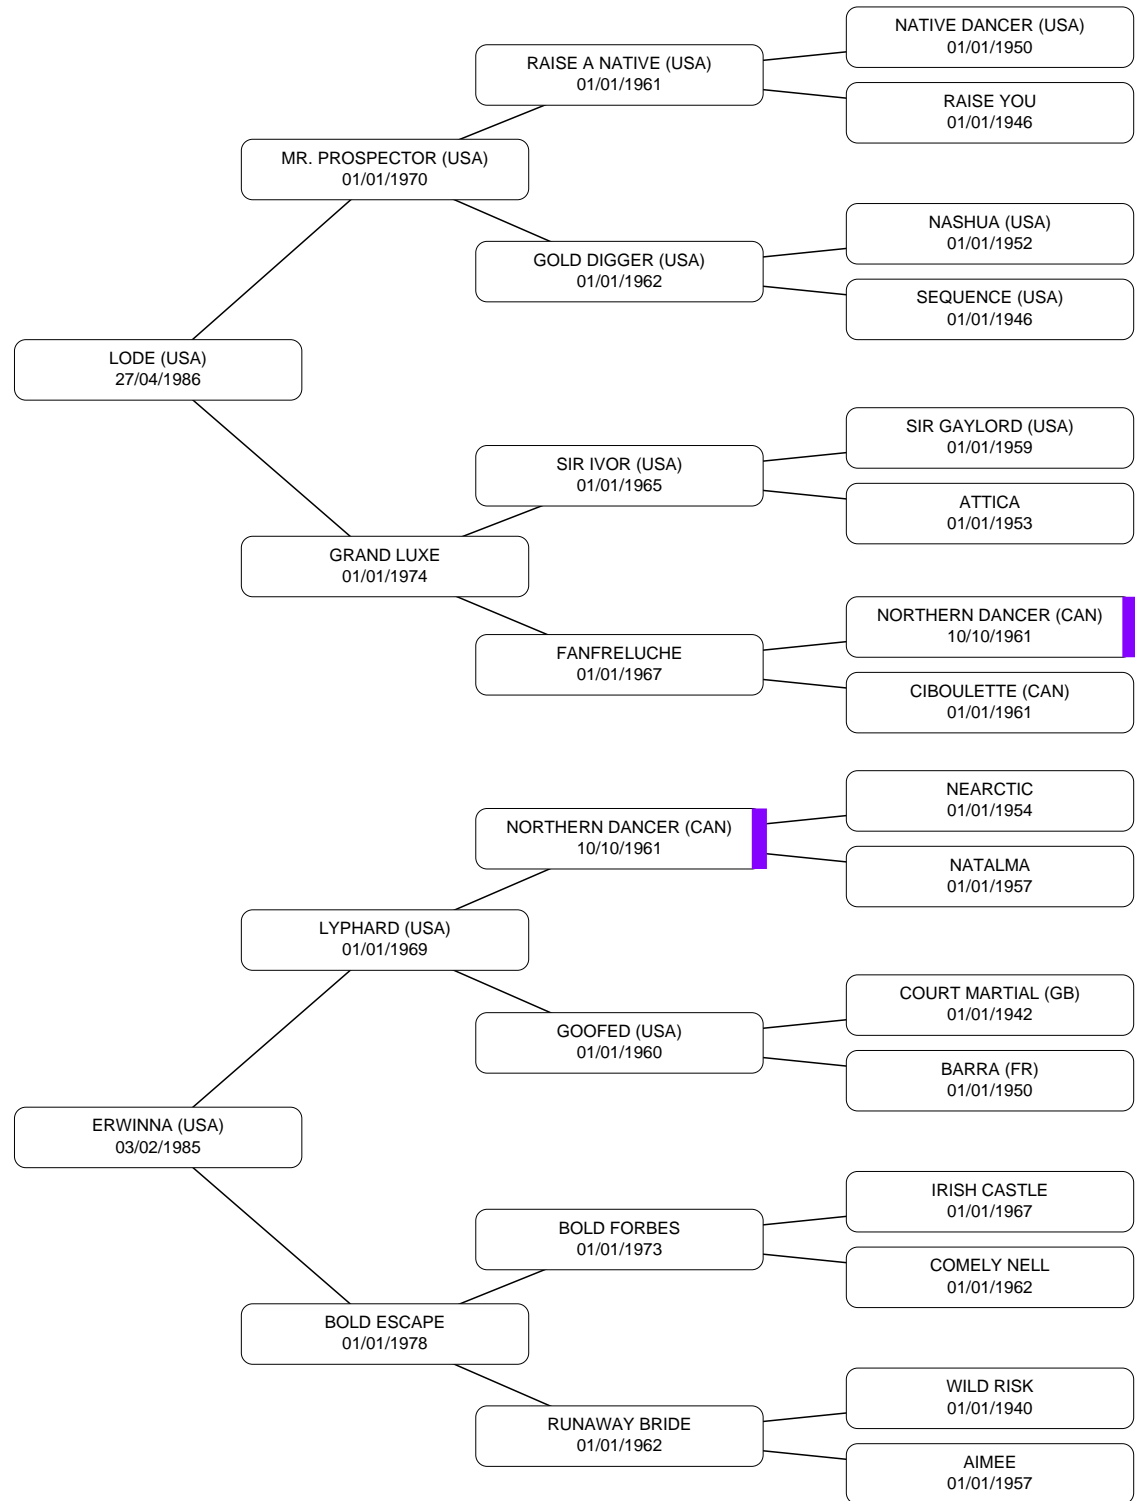 NATIVE DANCER (USA)
01/01/1950
RAISE A NATIVE (USA)
01/01/1961
RAISE YOU
01/01/1946
MR. PROSPECTOR (USA)
01/01/1970
NASHUA (USA)
01/01/1952
GOLD DIGGER (USA)
01/01/1962
SEQUENCE (USA)
01/01/1946
LODE (USA)
27/04/1986
SIR GAYLORD (USA)
01/01/1959
SIR IVOR (USA)
01/01/1965
ATTICA
01/01/1953
GRAND LUXE
01/01/1974
NORTHERN DANCER (CAN)
10/10/1961
FANFRELUCHE
01/01/1967
CIBOULETTE (CAN)
01/01/1961
NEARCTIC
01/01/1954
NORTHERN DANCER (CAN)
10/10/1961
NATALMA
01/01/1957
LYPHARD (USA)
01/01/1969
COURT MARTIAL (GB)
01/01/1942
GOOFED (USA)
01/01/1960
BARRA (FR)
01/01/1950
ERWINNA (USA)
03/02/1985
IRISH CASTLE
01/01/1967
BOLD FORBES
01/01/1973
COMELY NELL
01/01/1962
BOLD ESCAPE
01/01/1978
WILD RISK
01/01/1940
RUNAWAY BRIDE
01/01/1962
AIMEE
01/01/1957